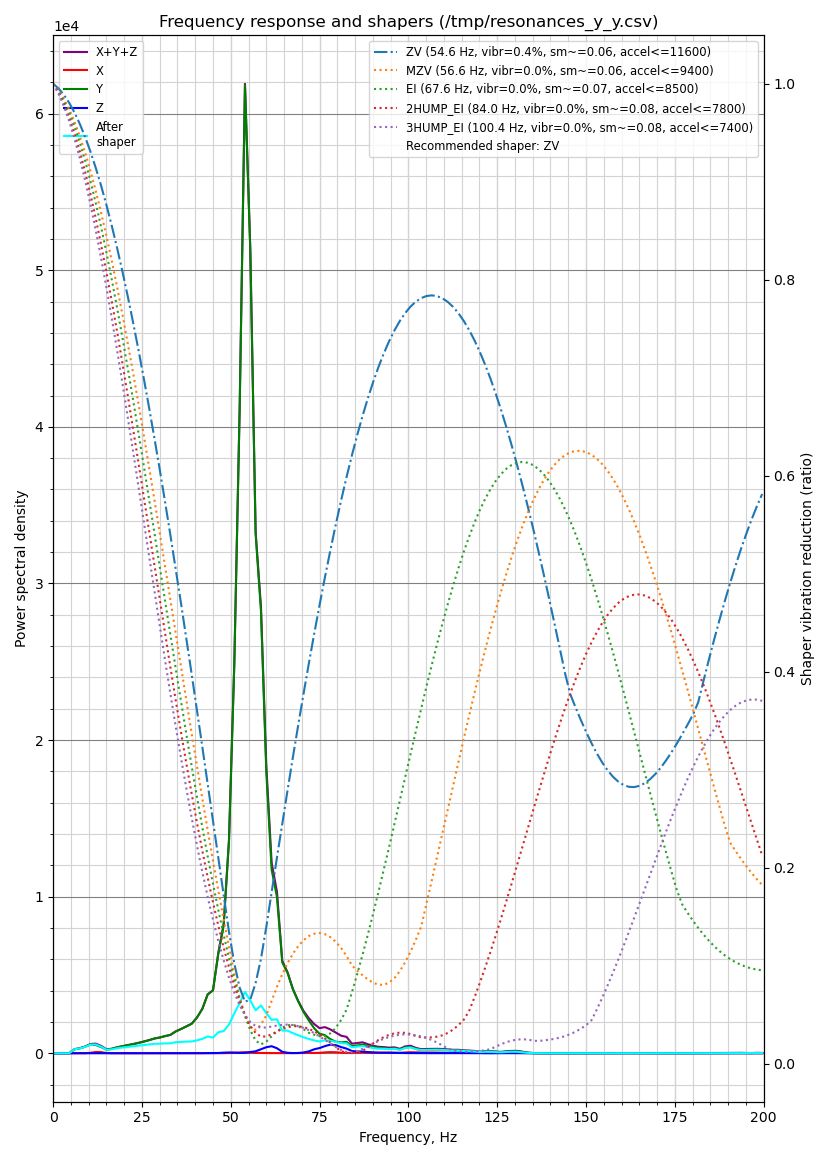 Frequency response and shapers (/tmp/resonances_y_y.csv)
1e4
X+Y+Z
X
Y
Z
After
shaper
ZV (54.6 Hz, vibr=0.4%, sm~=0.06, accel<=11600)
MZV (56.6 Hz, vibr=0.0%, sm~=0.06, accel<=9400)
EI (67.6 Hz, vibr=0.0%, sm~=0.07, accel<=8500)
2HUMP_EI (84.0 Hz, vibr=0.0%, sm~=0.08, accel<=7800)
3HUMP_EI (100.4 Hz, vibr=0.0%, sm~=0.08, accel<=7400)
Recommended shaper: ZV
Power spectral density
6
5
4
3
2
1
0
1.0
0.8
0.6
0.4
0.2
0.0
Shaper vibration reduction (ratio)
0 25 50 75 100 125 150 175 200
Frequency, Hz